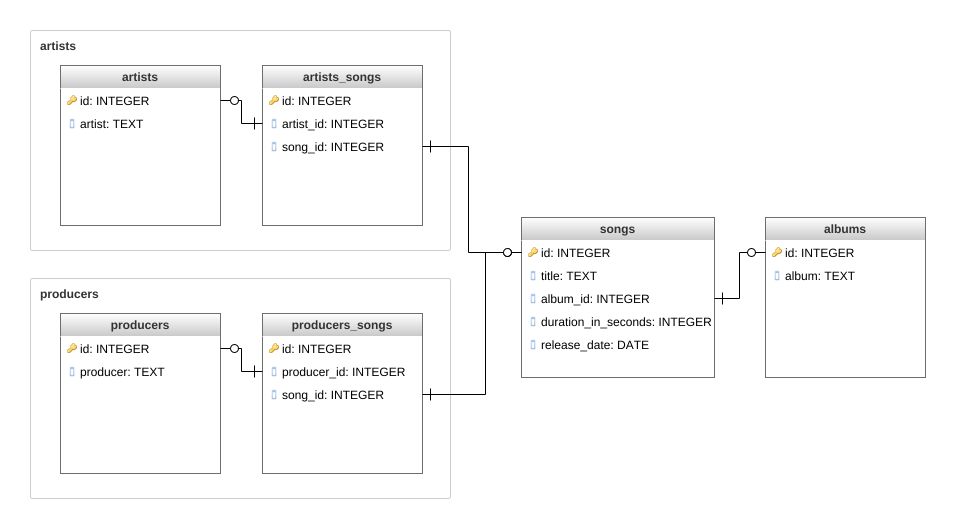 artists
artists
id: INTEGER
artist: TEXT
artists_songs
id: INTEGER
artist_id: INTEGER
song_id: INTEGER
producers
producers
id: INTEGER
producer: TEXT
producers_songs
id: INTEGER
producer_id: INTEGER
song_id: INTEGER
songs
id: INTEGER
title: TEXT
album_id: INTEGER
duration_in_seconds: INTEGER
release_date: DATE
albums
id: INTEGER
album: TEXT